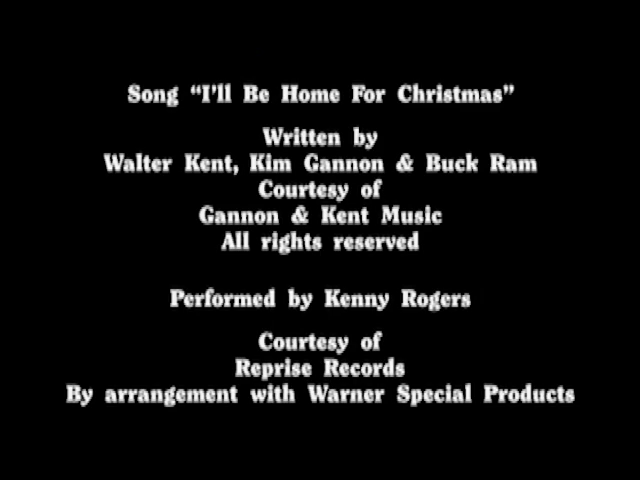 Song “I’ll Be Home For Christmas”
Written by
Walter Kent, Kim Gannon & Buck Ram
Courtesy of
Gannon & Kent Music
All rights reserved
Performed by Kenny Rogers
Courtesy of
Reprise Records
By arrangement with Warner Special Products